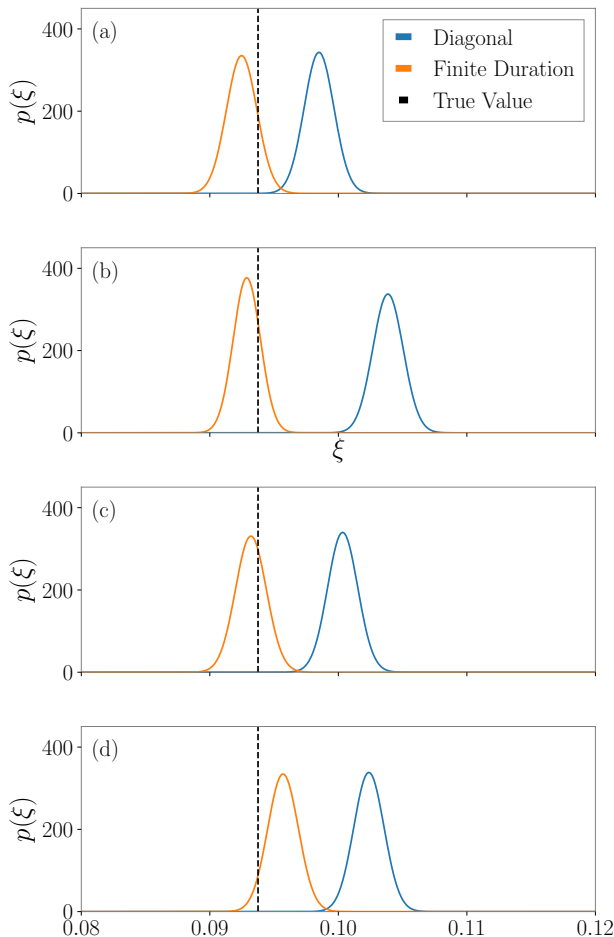 400
200
0
p(ξ)
(a)
Diagonal
Finite Duration
True Value
400
200
0
p(ξ)
(b)
ξ
400
200
0
p(ξ)
(c)
400
200
0
p(ξ)
(d)
0.08 0.09 0.10 0.11 0.12